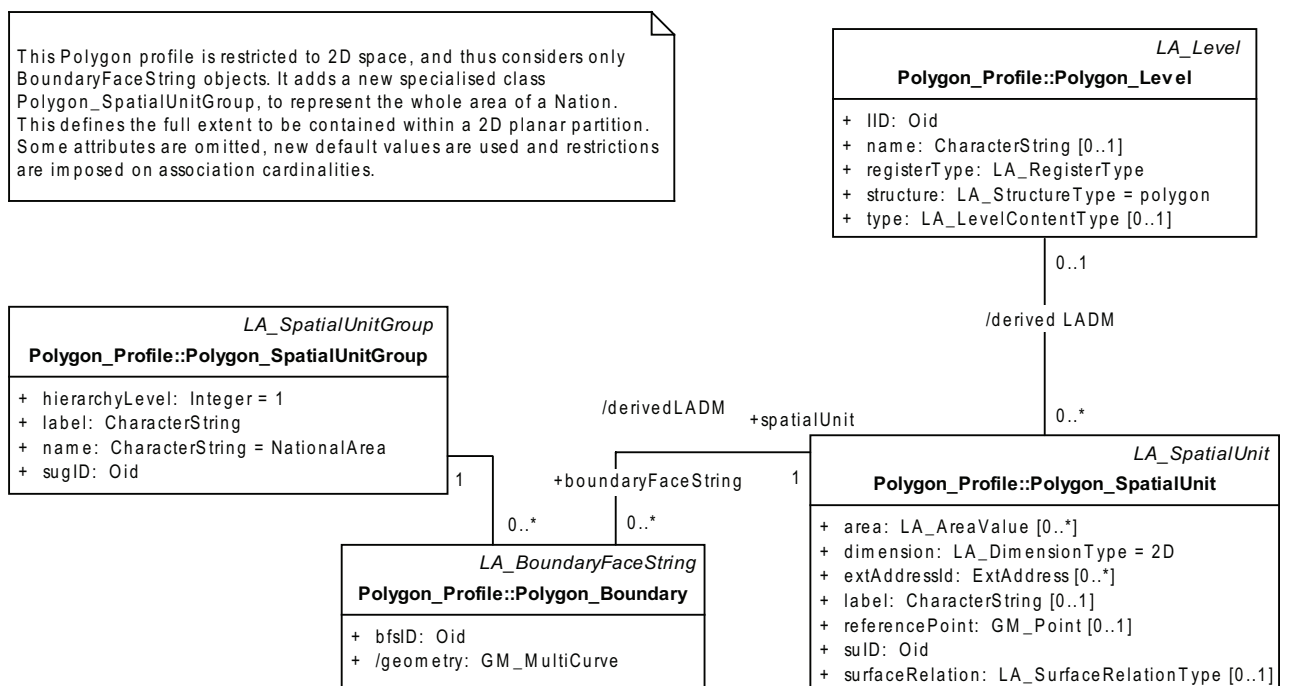 This Polygon profile is restricted to 2D space, and thus considers only
BoundaryFaceString objects. It adds a new specialised class
Polygon_SpatialUnitGroup, to represent the whole area of a Nation.
This defines the full extent to be contained within a 2D planar partition.
Some attributes are omitted, new default values are used and restrictions
are imposed on association cardinalities.
LA_Level
Polygon_Profile::Polygon_Level
+ lID: Oid
+ name: CharacterString [0..1]
+ registerType: LA_RegisterType
+ structure: LA_StructureType = polygon
+ type: LA_LevelContentType [0..1]
0..1
/derived LADM
0..*
LA_SpatialUnitGroup
Polygon_Profile::Polygon_SpatialUnitGroup
+ hierarchyLevel: Integer = 1
+ label: CharacterString
+ name: CharacterString = NationalArea
+ sugID: Oid
1
0..*
/derivedLADM
+spatialUnit
1
+boundaryFaceString
0..*
LA_SpatialUnit
Polygon_Profile::Polygon_SpatialUnit
+ area: LA_AreaValue [0..*]
+ dimension: LA_DimensionType = 2D
+ extAddressId: ExtAddress [0..*]
+ label: CharacterString [0..1]
+ referencePoint: GM_Point [0..1]
+ suID: Oid
+ surfaceRelation: LA_SurfaceRelationType [0..1]
LA_BoundaryFaceString
Polygon_Profile::Polygon_Boundary
+ bfsID: Oid
+ /geometry: GM_MultiCurve